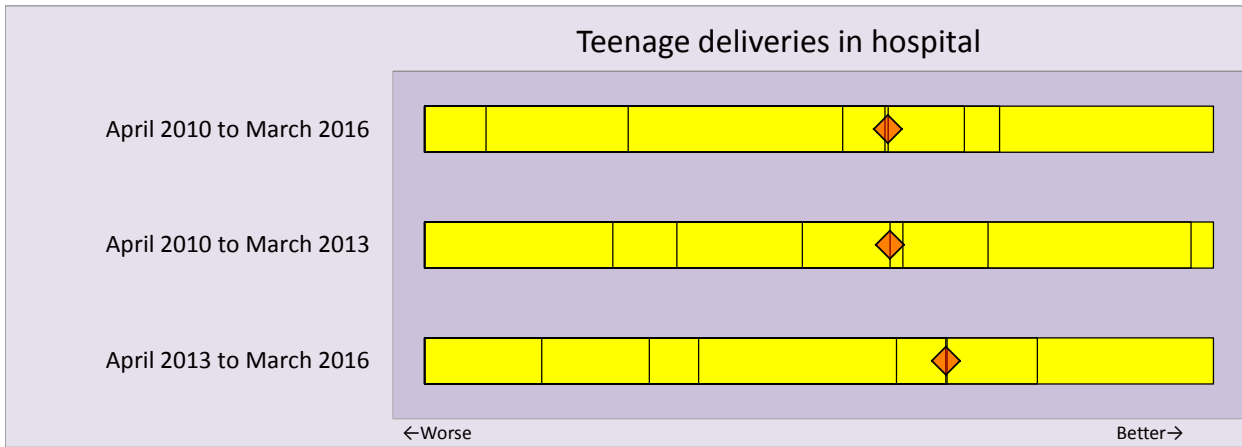 Teenage deliveries in hospital
April 2010 to March 2016
April 2010 to March 2013
April 2013 to March 2016
←Worse Better→